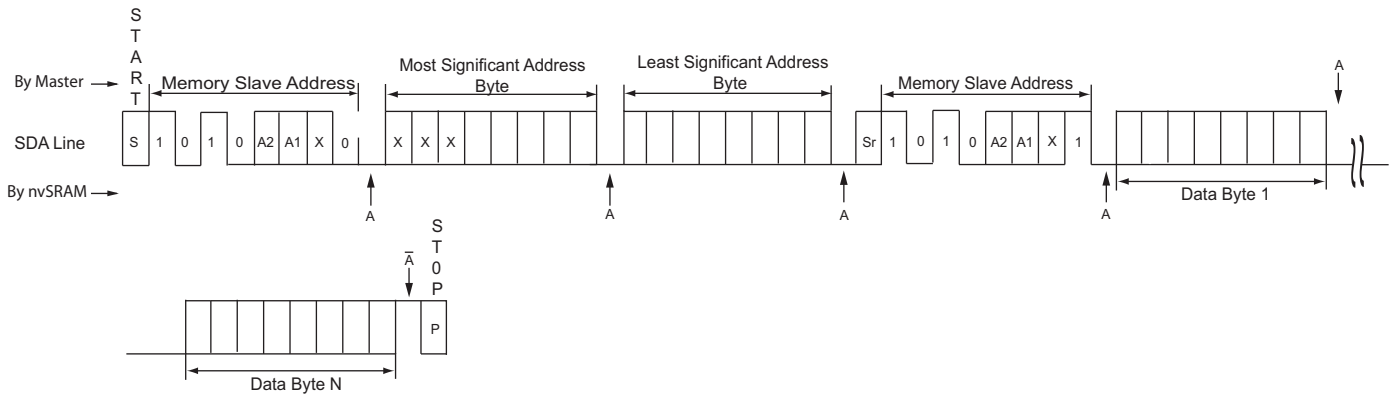 START
Most Significant Address
Byte
Least Significant Address
Byte
By Master
Memory Slave Address
Memory Slave Address
A
SDA Line
S 1 0 1 0 A2 A1 X 0 X X X Sr 1 0 1 0 A2 A1 X 1
By nvSRAM
A A A A
Data Byte 1
ST0P
A̅
P
Data Byte N